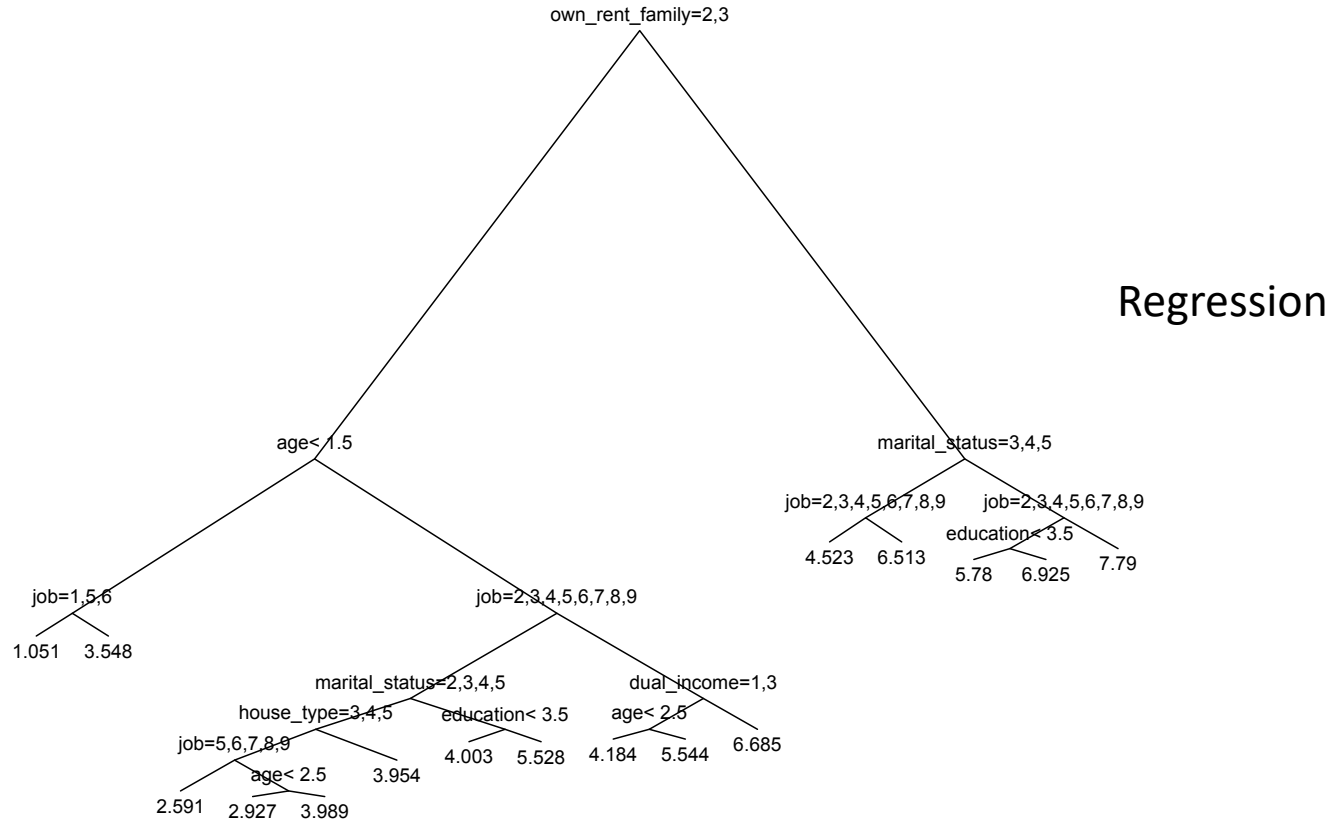 own_rent_family=2,3
Regression
age< 1.5
marital_status=3,4,5
job=2,3,4,5,6,7,8,9
job=2,3,4,5,6,7,8,9
education< 3.5
4.523
6.513
5.78
6.925
7.79
job=1,5,6
job=2,3,4,5,6,7,8,9
1.051
3.548
marital_status=2,3,4,5
dual_income=1,3
house_type=3,4,5
education< 3.5
age< 2.5
job=5,6,7,8,9
4.003
5.528
4.184
5.544
6.685
age< 2.5
3.954
2.591
2.927
3.989